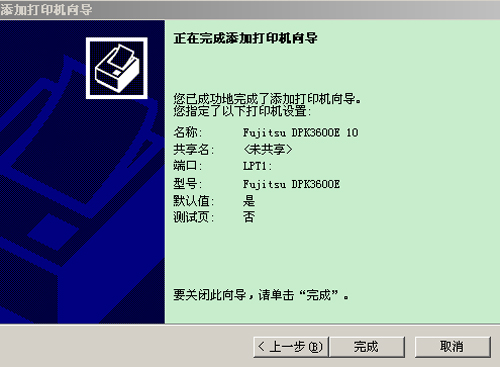 添加打印机向导
正在完成添加打印机向导
您已成功地完成了添加打印机向导。
您指定了以下打印机设置:
名称: Fujitsu DPK3600E 10
共享名: <未共享>
端口: LPT1:
型号: Fujitsu DPK3600E
默认值: 是
测试页: 否
要关闭此向导,请单击“完成”。
< 上一步(B) 完成 取消